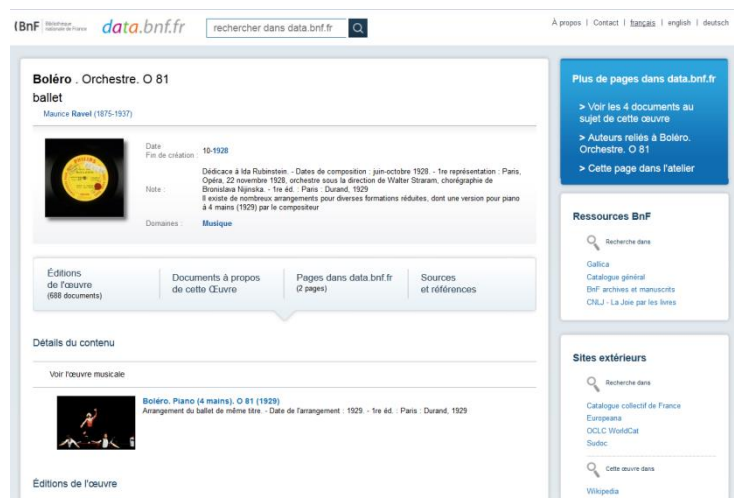 (BnF Bibliothèque nationale de France data.bnf.fr rechercher dans data.bnf.fr
À propos | Contact | français | english | deutsch
Boléro . Orchestre. O 81
ballet
Maurice Ravel (1875-1937)
Date
Fin de création : 10-1928
Note : Dédicace à Ida Rubinstein. - Dates de composition : juin-octobre 1928. - 1re représentation : Paris,
Opéra, 22 novembre 1928, orchestre sous la direction de Walter Straram, chorégraphie de
Bronislava Nijinska. - 1re éd. : Paris : Durand, 1929
Il existe de nombreux arrangements pour diverses formations réduites, dont une version pour piano
à 4 mains (1929) par le compositeur
Domaines : Musique
Éditions
de l'œuvre
(688 documents)
Documents à propos
de cette Œuvre
Pages dans data.bnf.fr
(2 pages)
Sources
et références
Détails du contenu
Voir l'œuvre musicale
Boléro. Piano (4 mains). O 81 (1929)
Arrangement du ballet de même titre. - Date de l'arrangement : 1929. - 1re éd. : Paris : Durand, 1929
Éditions de l'œuvre
Plus de pages dans data.bnf.fr
> Voir les 4 documents au
sujet de cette œuvre
> Auteurs reliés à Boléro.
Orchestre. O 81
> Cette page dans l'atelier
Ressources BnF
Recherche dans
Gallica
Catalogue général
BnF archives et manuscrits
CNLJ - La Joie par les livres
Sites extérieurs
Recherche dans
Catalogue collectif de France
Europeana
OCLC WorldCat
Sudoc
Cette œuvre dans
Wikipedia